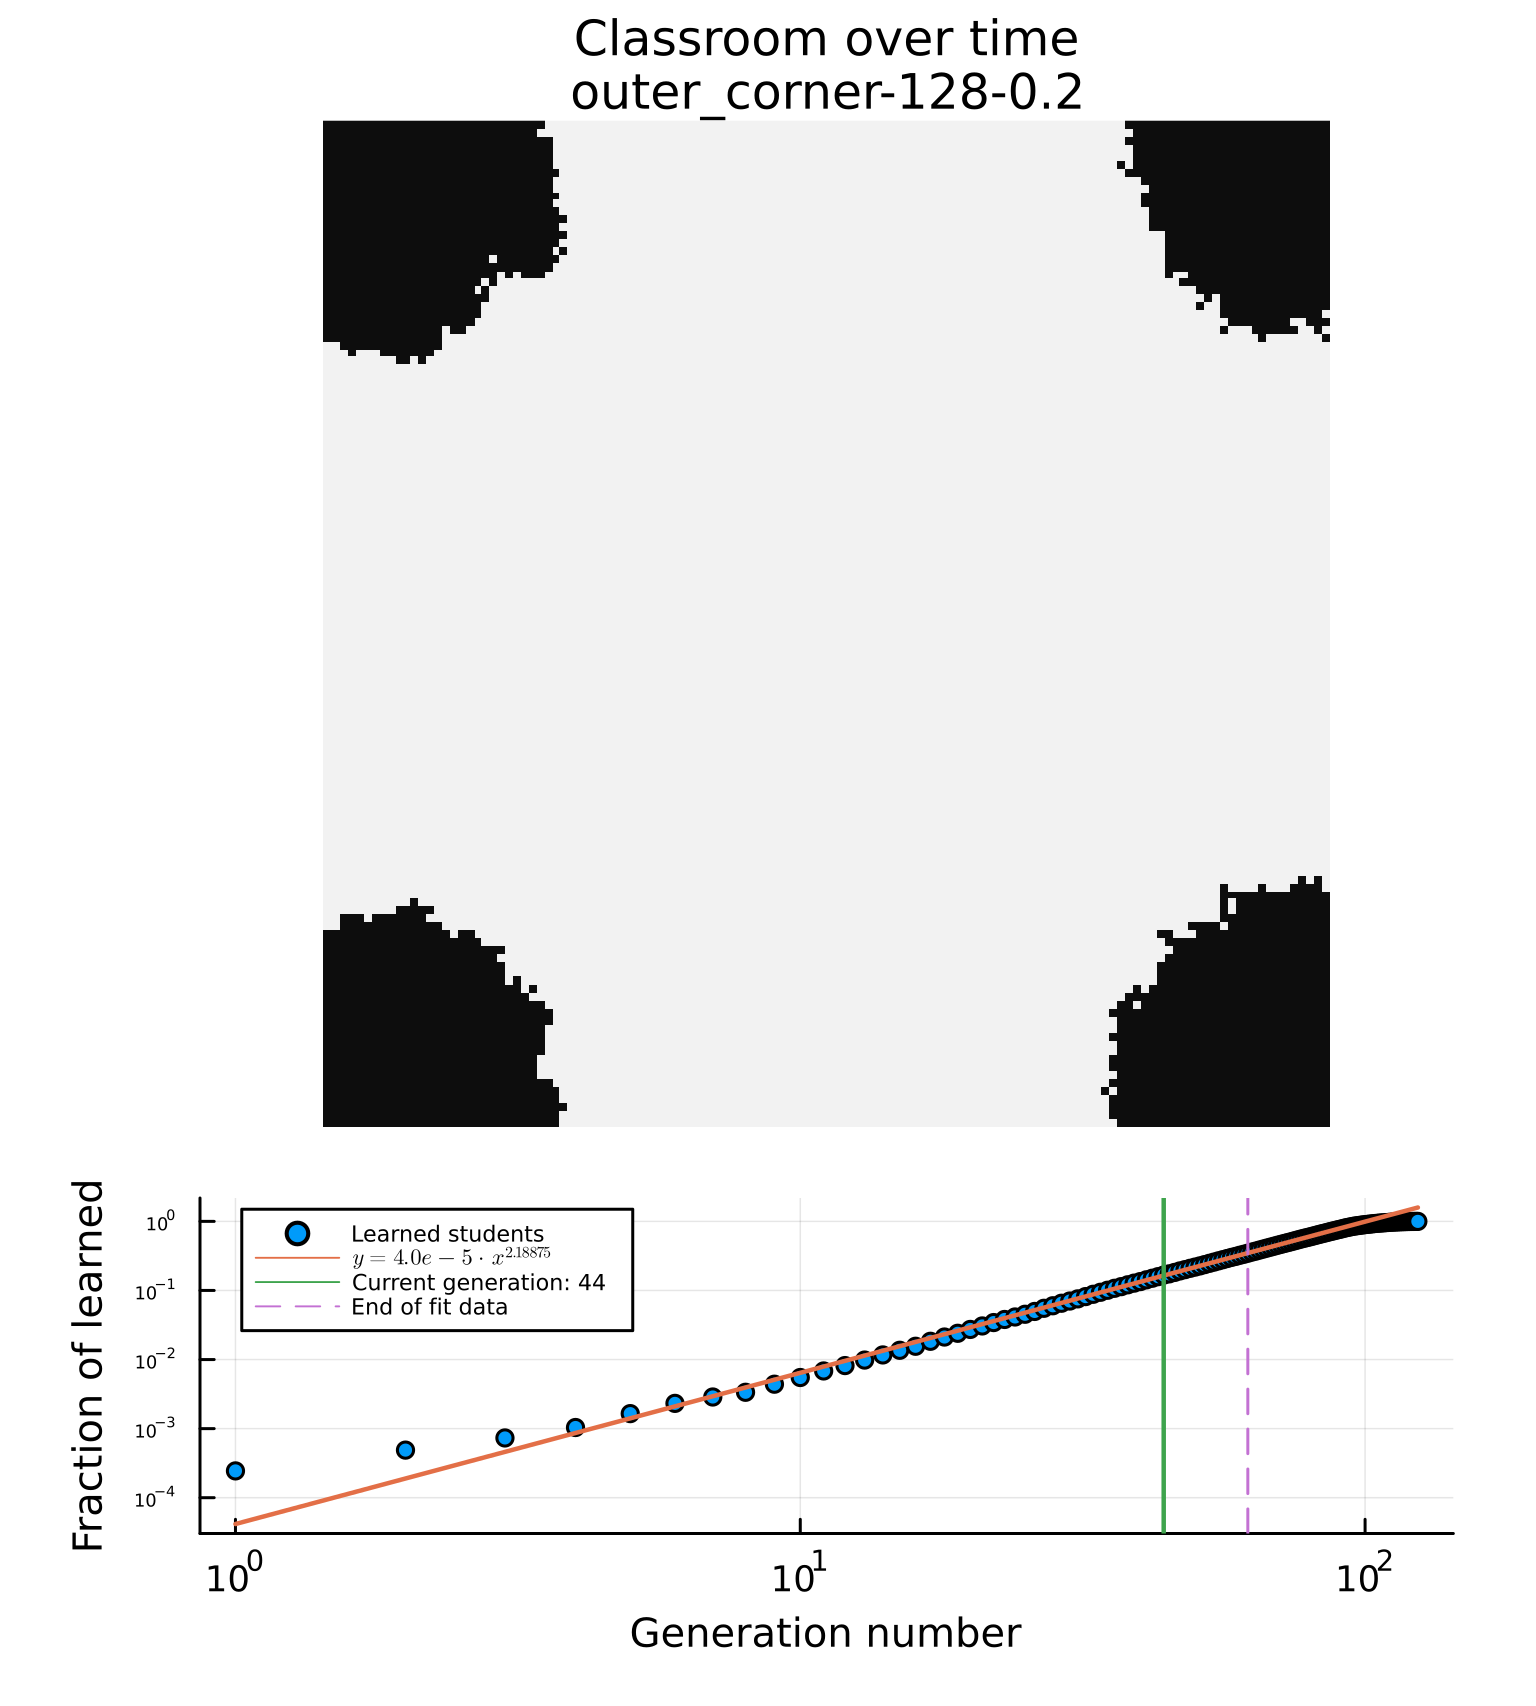 Classroom over time
outer_corner-128-0.2
Fraction of learned
10^0
10^-1
10^-2
10^-3
10^-4
Learned students
y = 4.0e − 5 · x^2.18875
Current generation: 44
End of fit data
10^0 10^1 10^2
Generation number